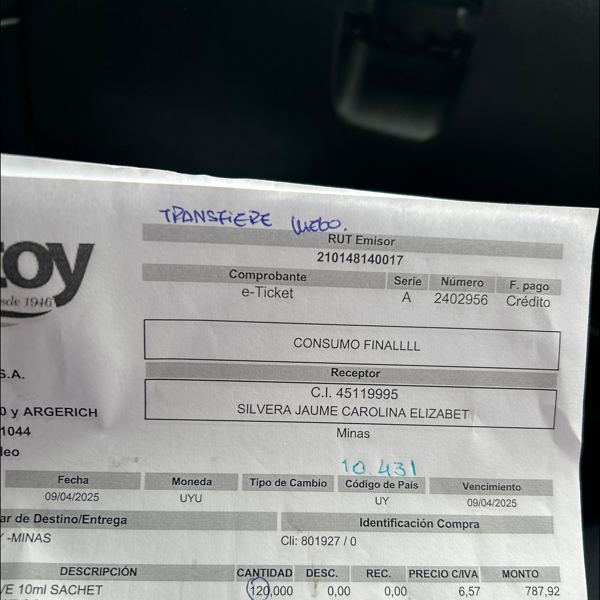 TRANSFIERE luego.
RUT Emisor
210148140017
Comprobante Serie Número F. pago
e-Ticket A 2402956 Crédito
toy
sde 1946
CONSUMO FINALLLL
Receptor
S.A.
C.I. 45119995
SILVERA JAUME CAROLINA ELIZABET
0 y ARGERICH
Minas
1044
deo
10.431
Fecha Moneda Tipo de Cambio Código de País Vencimiento
09/04/2025 UYU UY 09/04/2025
ar de Destino/Entrega Identificación Compra
-MINAS Cli: 801927 / 0
DESCRIPCIÓN CANTIDAD DESC. REC. PRECIO C/IVA MONTO
VE 10ml SACHET 120,000 0,00 0,00 6,57 787,92